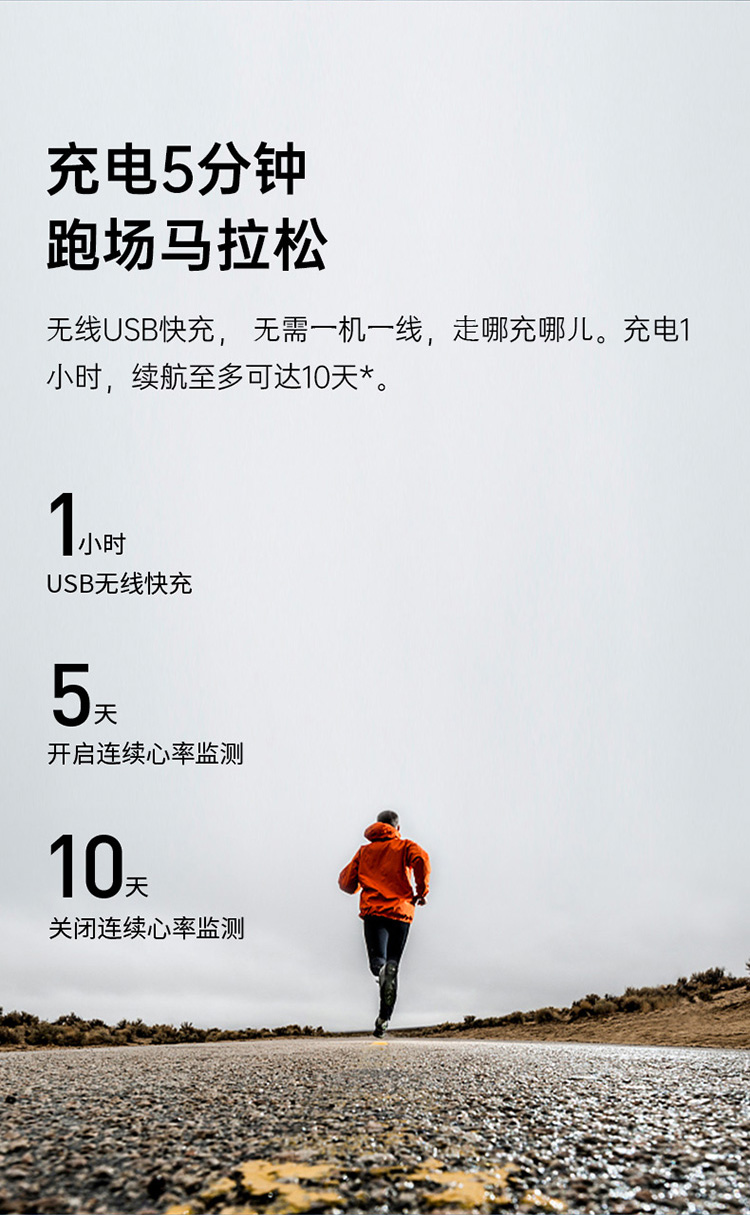 充电5分钟
跑场马拉松
无线USB快充， 无需一机一线，走哪充哪儿。充电1
小时，续航至多可达10天*。
1小时
USB无线快充
5天
开启连续心率监测
10天
关闭连续心率监测